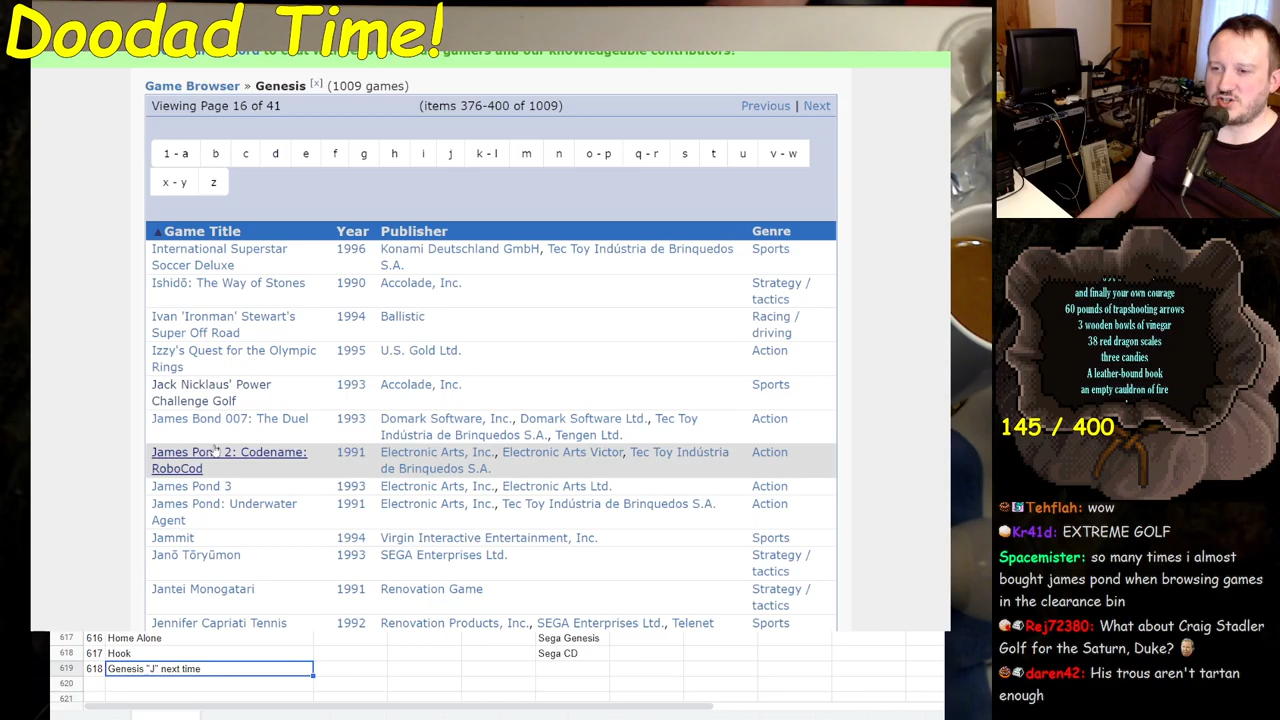 Doodad Time!
Game Browser » Genesis [x] (1009 games)
Viewing Page 16 of 41 (items 376-400 of 1009) Previous | Next
1 - a b c d e f g h i j k - l m n o - p q - r s t u v - w
x - y z
▲Game Title Year Publisher Genre
International Superstar Soccer Deluxe 1996 Konami Deutschland GmbH, Tec Toy Indústria de Brinquedos S.A. Sports
Ishidō: The Way of Stones 1990 Accolade, Inc. Strategy / tactics
Ivan 'Ironman' Stewart's Super Off Road 1994 Ballistic Racing / driving
Izzy's Quest for the Olympic Rings 1995 U.S. Gold Ltd. Action
Jack Nicklaus' Power Challenge Golf 1993 Accolade, Inc. Sports
James Bond 007: The Duel 1993 Domark Software, Inc., Domark Software Ltd., Tec Toy Indústria de Brinquedos S.A., Tengen Ltd. Action
James Pond 2: Codename: RoboCod 1991 Electronic Arts, Inc., Electronic Arts Victor, Tec Toy Indústria de Brinquedos S.A. Action
James Pond 3 1993 Electronic Arts, Inc., Electronic Arts Ltd. Action
James Pond: Underwater Agent 1991 Electronic Arts, Inc., Tec Toy Indústria de Brinquedos S.A. Action
Jammit 1994 Virgin Interactive Entertainment, Inc. Sports
Janō Tōryūmon 1993 SEGA Enterprises Ltd. Strategy / tactics
Jantei Monogatari 1991 Renovation Game Strategy / tactics
Jennifer Capriati Tennis 1992 Renovation Products, Inc., SEGA Enterprises Ltd., Telenet Sports
617 616 Home Alone Sega Genesis
618 617 Hook Sega CD
619 618 Genesis "J" next time
620
621
and finally your own courage
60 pounds of trapshooting arrows
3 wooden bowls of vinegar
38 red dragon scales
three candies
A leather-bound book
an empty cauldron of fire
145 / 400
Tehflah: wow
Kr41d: EXTREME GOLF
Spacemister: so many times i almost
bought james pond when browsing games
in the clearance bin
Rej72380: What about Craig Stadler
Golf for the Saturn, Duke?
daren42: His trous aren't tartan
enough